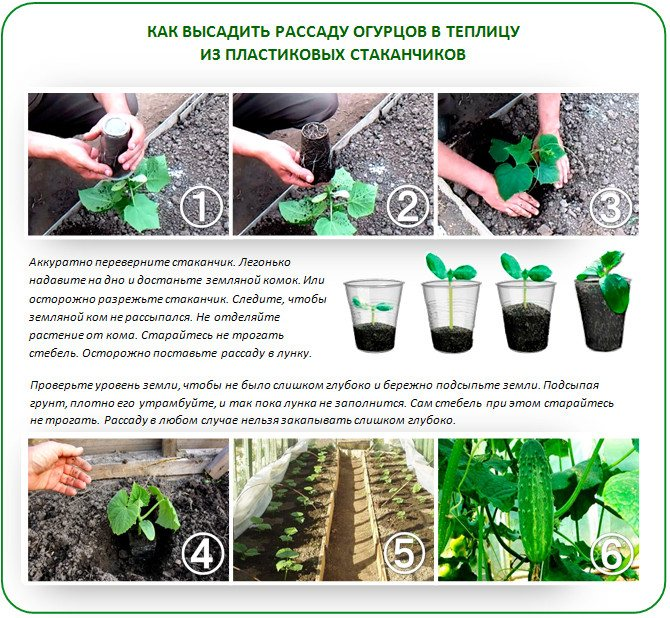 КАК ВЫСАДИТЬ РАССАДУ ОГУРЦОВ В ТЕПЛИЦУ
ИЗ ПЛАСТИКОВЫХ СТАКАНЧИКОВ
1
2
3
Аккуратно переверните стаканчик. Легонько
надавите на дно и достаньте земляной комок. Или
осторожно разрежьте стаканчик. Следите, чтобы
земляной ком не рассыпался. Не отделяйте
растение от кома. Старайтесь не трогать
стебель. Осторожно поставьте рассаду в лунку.
Проверьте уровень земли, чтобы не было слишком глубоко и бережно подсыпьте земли. Подсыпая
грунт, плотно его утрамбуйте, и так пока лунка не заполнится. Сам стебель при этом старайтесь
не трогать. Рассаду в любом случае нельзя закапывать слишком глубоко.
4
5
6